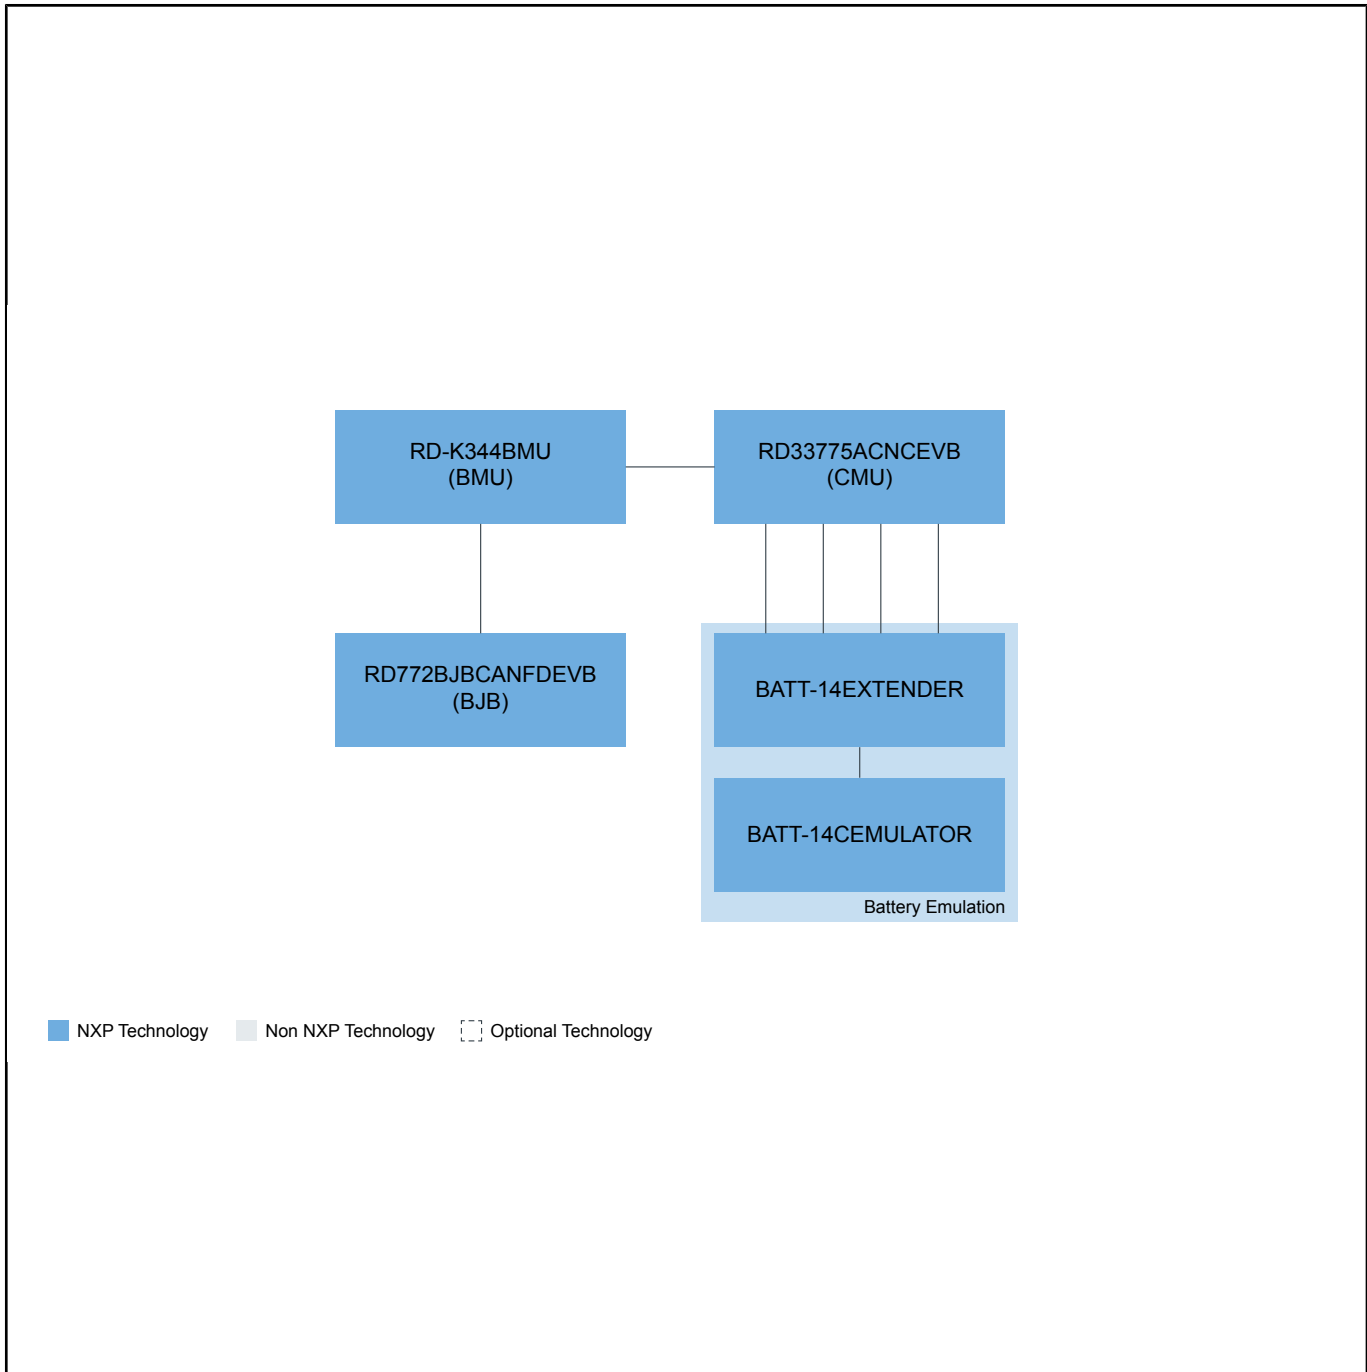 RD-K344BMU
(BMU)
RD33775ACNCEVB
(CMU)
RD772BJBCANFDEVB
(BJB)
BATT-14EXTENDER
BATT-14CEMULATOR
Battery Emulation
NXP Technology
Non NXP Technology
Optional Technology